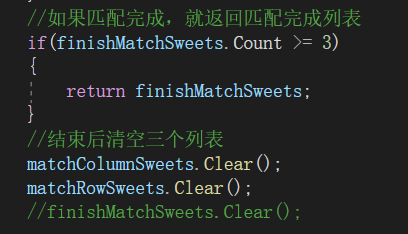 }
//如果匹配完成，就返回匹配完成列表
if(finishMatchSweets.Count >= 3)
{
    return finishMatchSweets;
}
//结束后清空三个列表
matchColumnSweets.Clear();
matchRowSweets.Clear();
//finishMatchSweets.Clear();